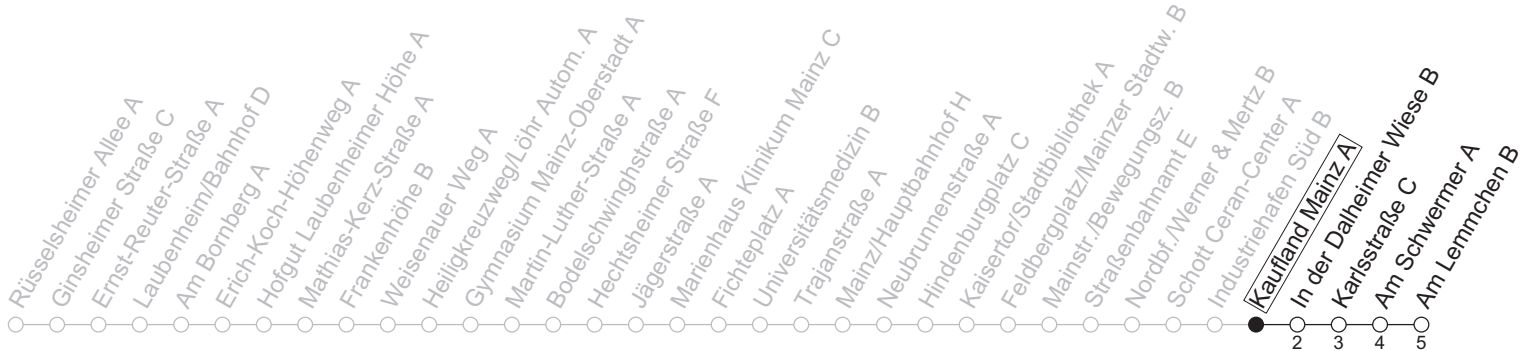 Rüsselsheimer Allee A
Ginsheimer Straße C
Ernst-Reuter-Straße A
Laubenheim/Bahnhof D
Am Bornberg A
Erich-Koch-Höhenweg A
Hofgut Laubenheimer Höhe A
Mathias-Kerz-Straße A
Frankenhöhe B
Weisenauer Weg A
Heiligkreuzweg/Löhr Autom. A
Gymnasium Mainz-Oberstadt A
Martin-Luther-Straße A
Bodelschwinghstraße A
Hechtsheimer Straße F
Jägerstraße A
Marienhaus Klinikum Mainz C
Fichteplatz A
Universitätsmedizin B
Trajanstraße A
Mainz/Hauptbahnhof H
Neubrunnenstraße A
Hindenburgplatz C
Kaisertor/Stadtbibliothek A
Feldbergplatz/Mainzer Stadtw. B
Mainstr./Bewegungsz. B
Straßenbahnamt E
Nordbf./Werner & Mertz B
Schott Ceran-Center A
Industriehafen Süd B
Kaufland Mainz A
In der Dalheimer Wiese B
Karlsstraße C
Am Schwermer A
Am Lemmchen B
2 3 4 5